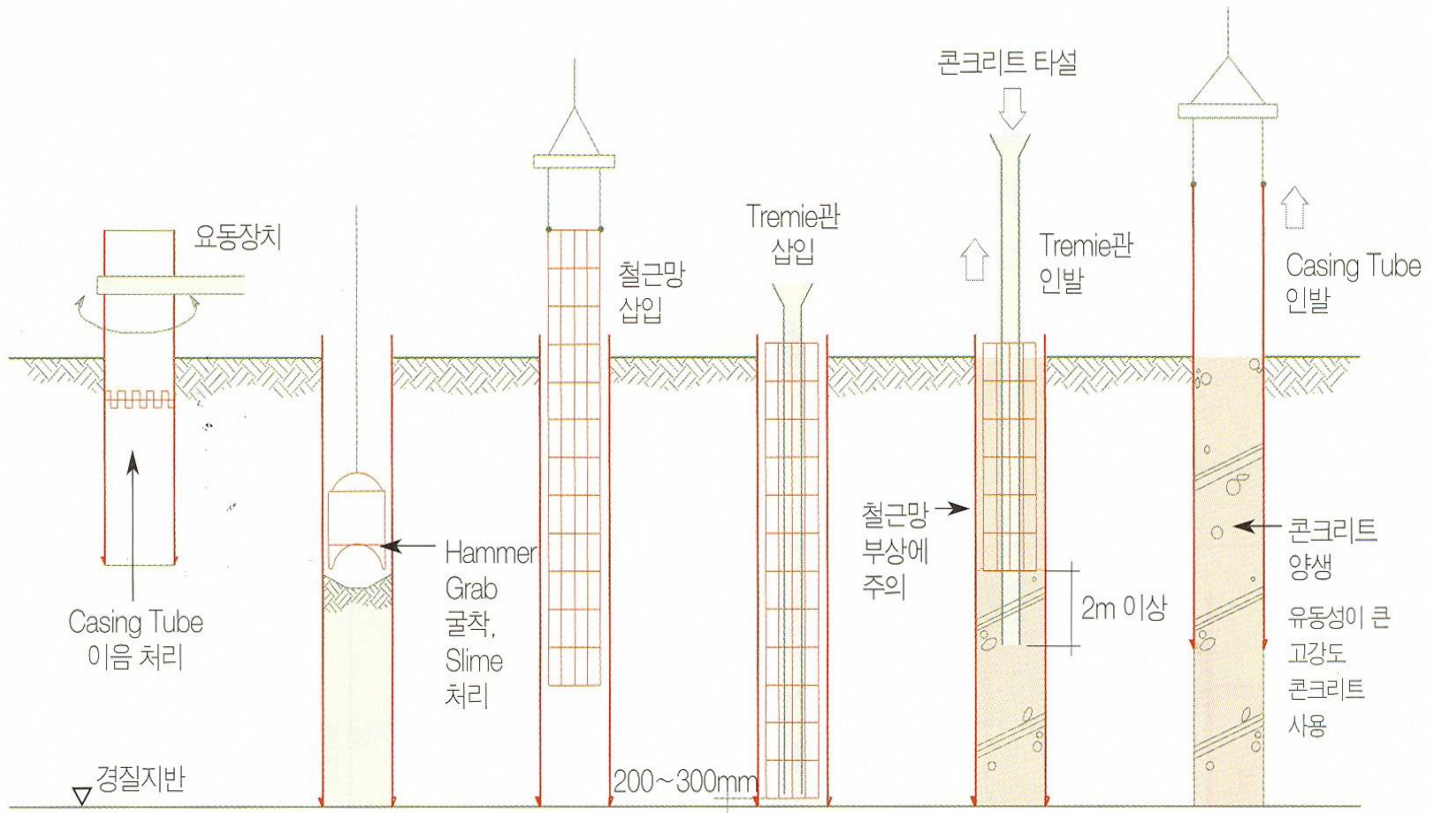 요동장치
Casing Tube
이음 처리
경질지반
Hammer
Grab
굴착,
Slime
처리
철근망
삽입
200~300mm
Tremie관
삽입
콘크리트 타설
Tremie관
인발
철근망
부상에
주의
2m 이상
Casing Tube
인발
콘크리트
양생
유동성이 큰
고강도
콘크리트
사용